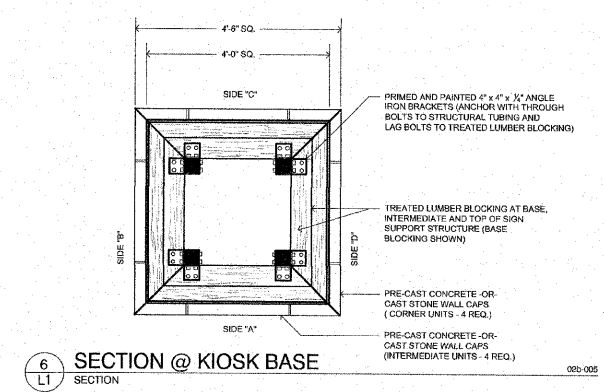 4'-6" SQ.
4'-0" SQ.
SIDE "C"
PRIMED AND PAINTED 4" x 4" x ¼" ANGLE
IRON BRACKETS (ANCHOR WITH THROUGH
BOLTS TO STRUCTURAL TUBING AND
LAG BOLTS TO TREATED LUMBER BLOCKING)
TREATED LUMBER BLOCKING AT BASE,
INTERMEDIATE AND TOP OF SIGN
SUPPORT STRUCTURE (BASE
BLOCKING SHOWN)
SIDE "B"
SIDE "D"
PRE-CAST CONCRETE -OR-
CAST STONE WALL CAPS
( CORNER UNITS - 4 REQ.)
SIDE "A"
PRE-CAST CONCRETE -OR-
CAST STONE WALL CAPS
(INTERMEDIATE UNITS - 4 REQ.)
6
L1
SECTION @ KIOSK BASE
SECTION
02b-005